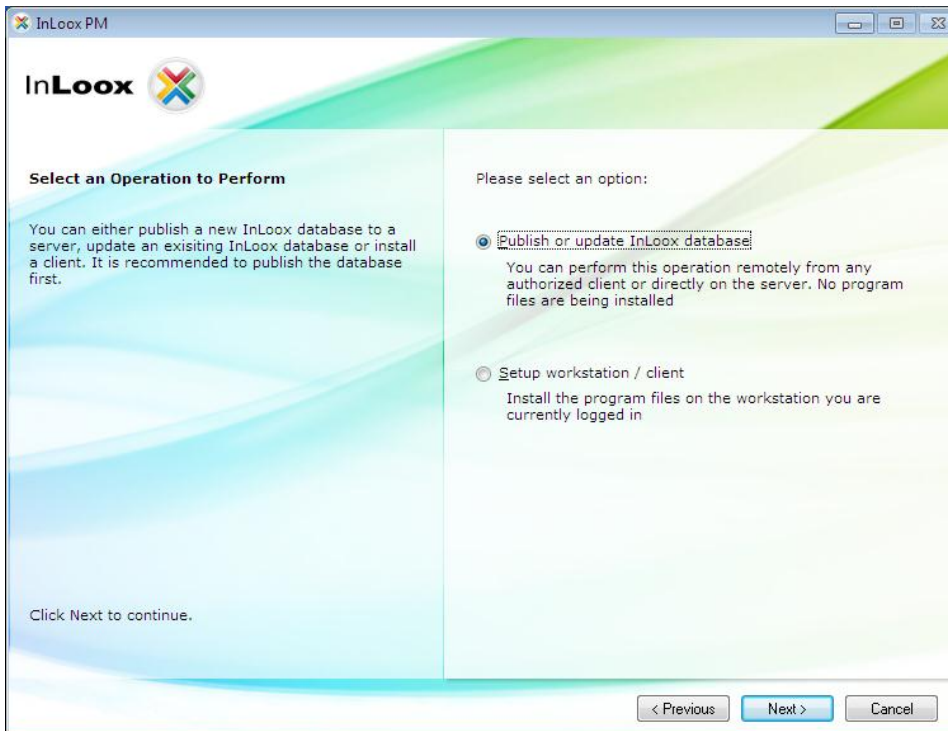 InLoox PM
InLoox
Select an Operation to Perform
You can either publish a new InLoox database to a
server, update an exisiting InLoox database or install
a client. It is recommended to publish the database
first.
Click Next to continue.
Please select an option:
Publish or update InLoox database
You can perform this operation remotely from any
authorized client or directly on the server. No program
files are being installed
Setup workstation / client
Install the program files on the workstation you are
currently logged in
< Previous
Next >
Cancel